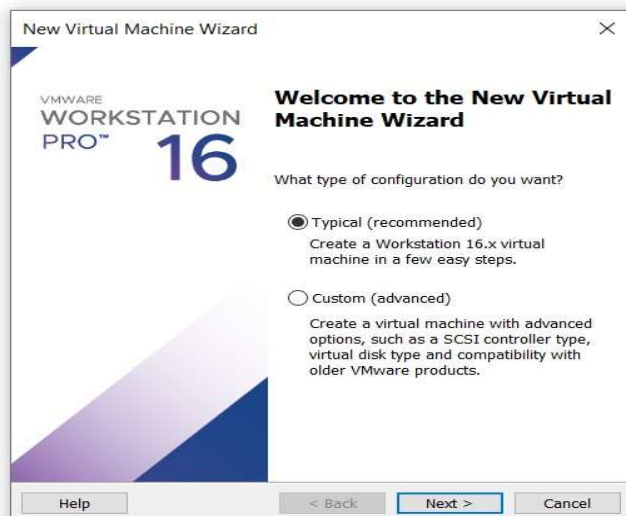 New Virtual Machine Wizard
VMWARE
WORKSTATION
PRO™ 16
Welcome to the New Virtual
Machine Wizard
What type of configuration do you want?
Typical (recommended)
Create a Workstation 16.x virtual
machine in a few easy steps.
Custom (advanced)
Create a virtual machine with advanced
options, such as a SCSI controller type,
virtual disk type and compatibility with
older VMware products.
Help
< Back
Next >
Cancel